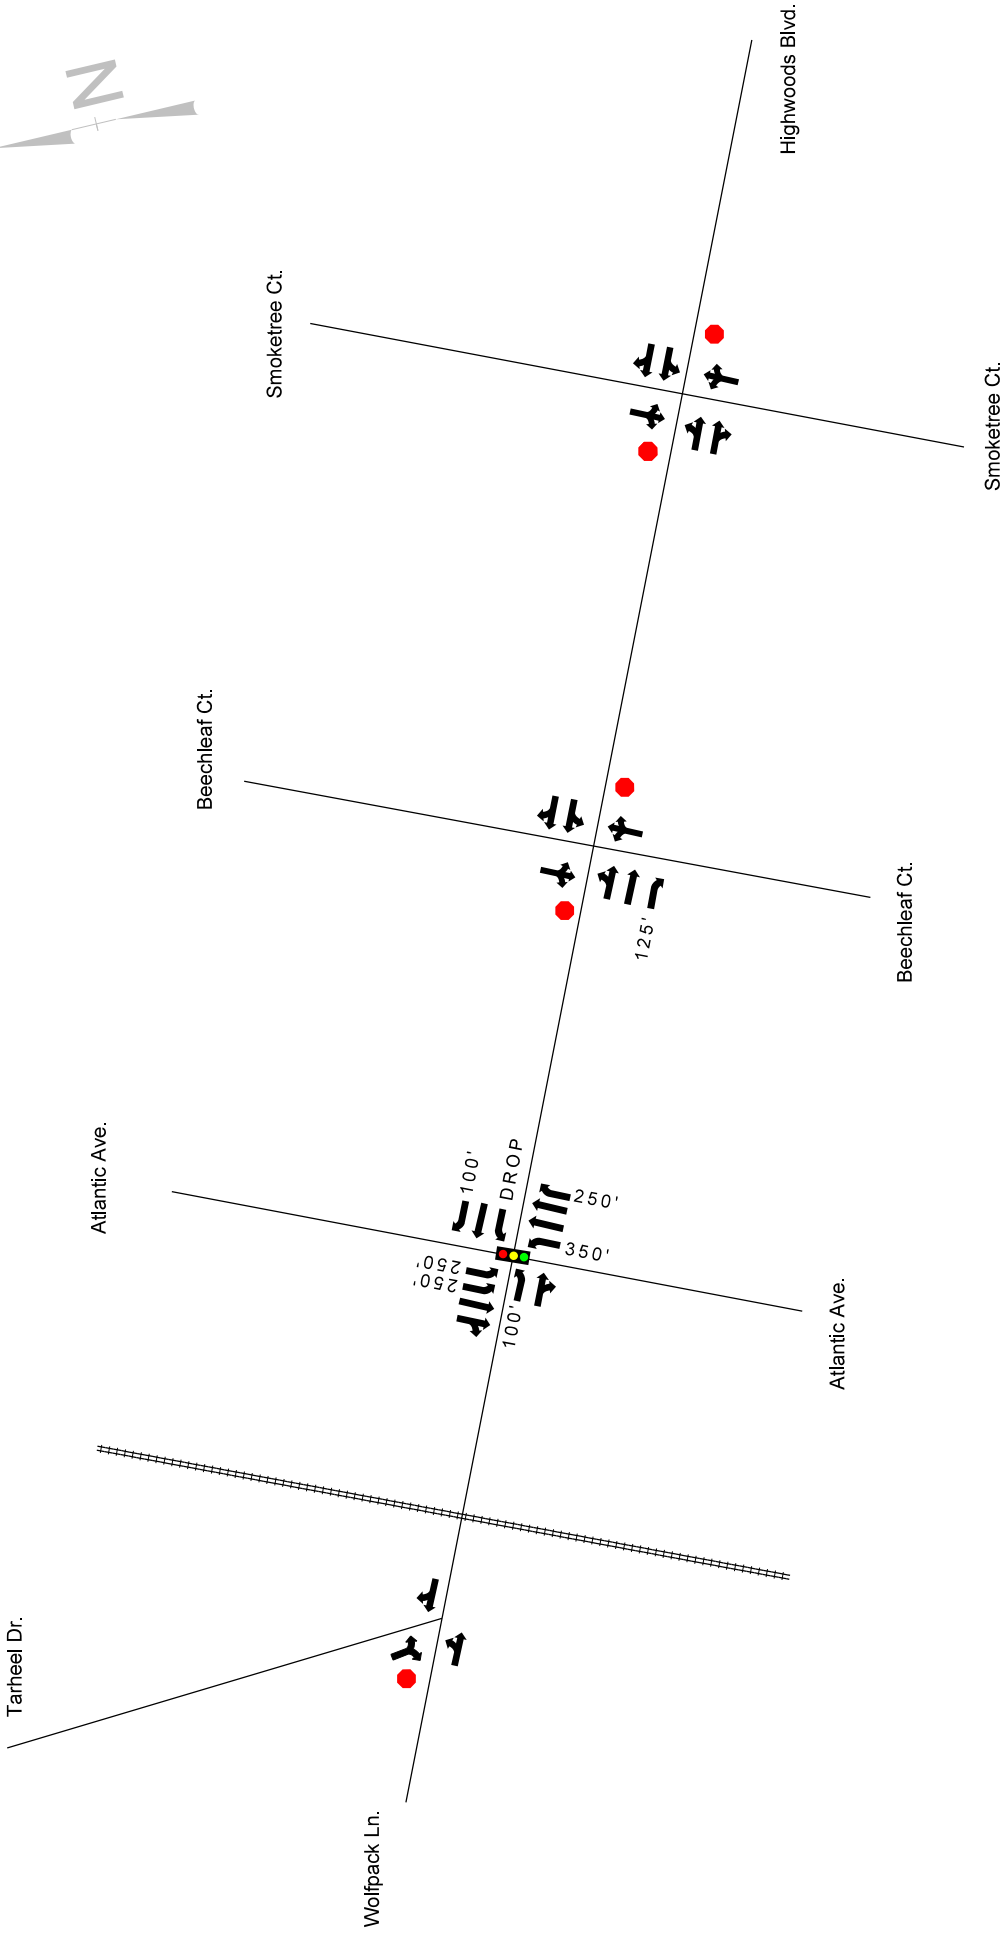 N
Highwoods Blvd.
Smoketree Ct.
Smoketree Ct.
Beechleaf Ct.
Beechleaf Ct.
125'
Atlantic Ave.
100'
DROP
250'
350'
250'
250'
100'
Atlantic Ave.
Tarheel Dr.
Wolfpack Ln.